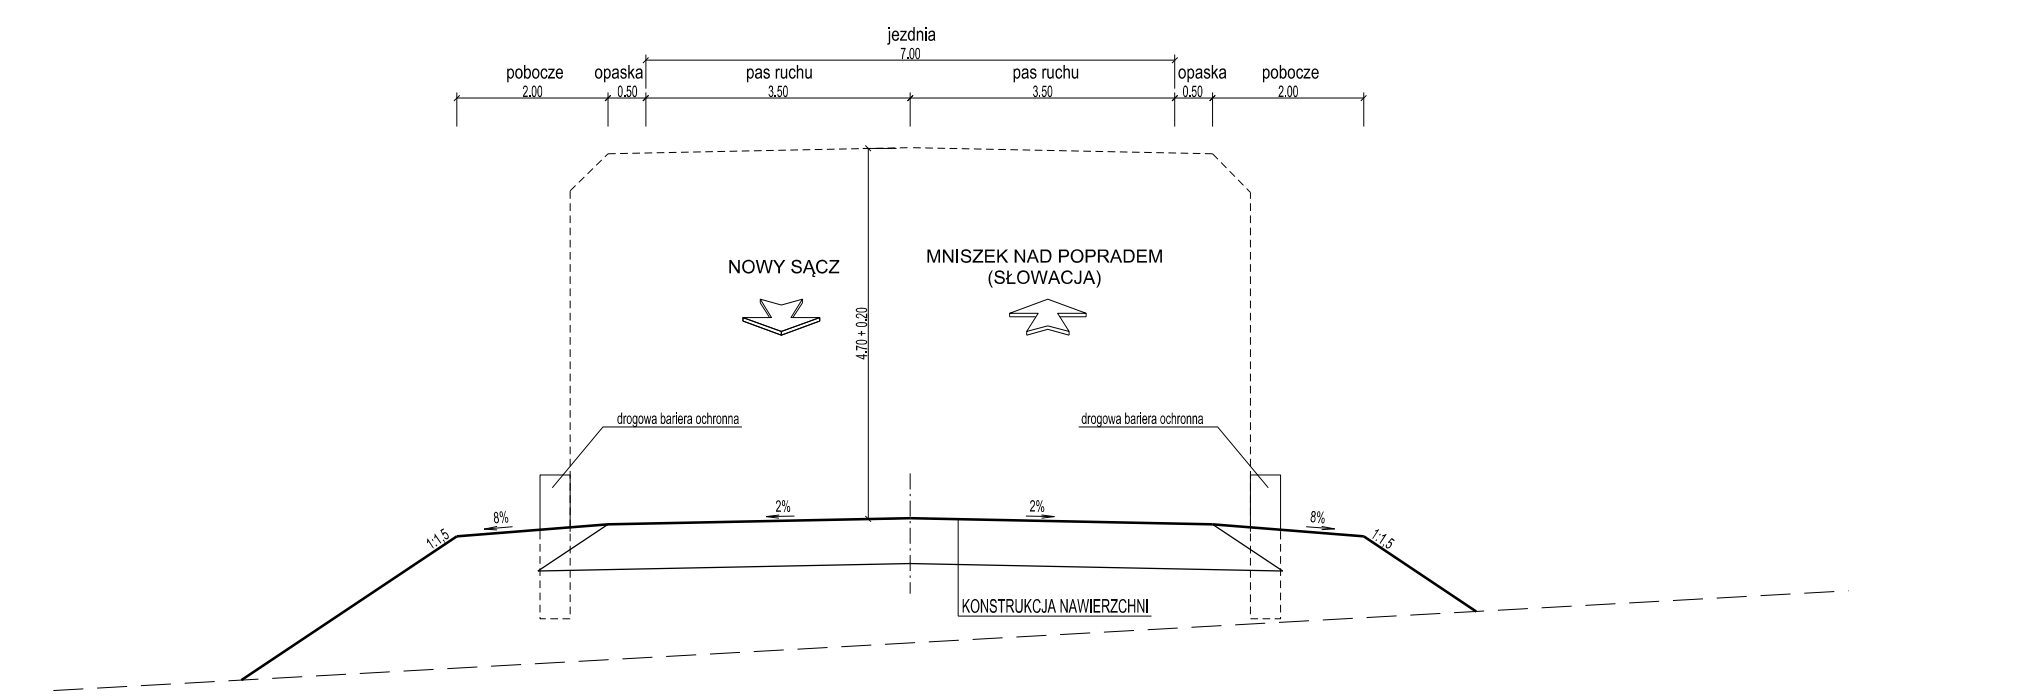 jezdnia
7.00
pobocze opaska pas ruchu pas ruchu opaska pobocze
2.00 0.50 3.50 3.50 0.50 2.00
NOWY SĄCZ
MNISZEK NAD POPRADEM
(SŁOWACJA)
4.70 + 0.20
drogowa bariera ochronna drogowa bariera ochronna
8% 2% 2% 8%
1:1,5 1:1,5
KONSTRUKCJA NAWIERZCHNI